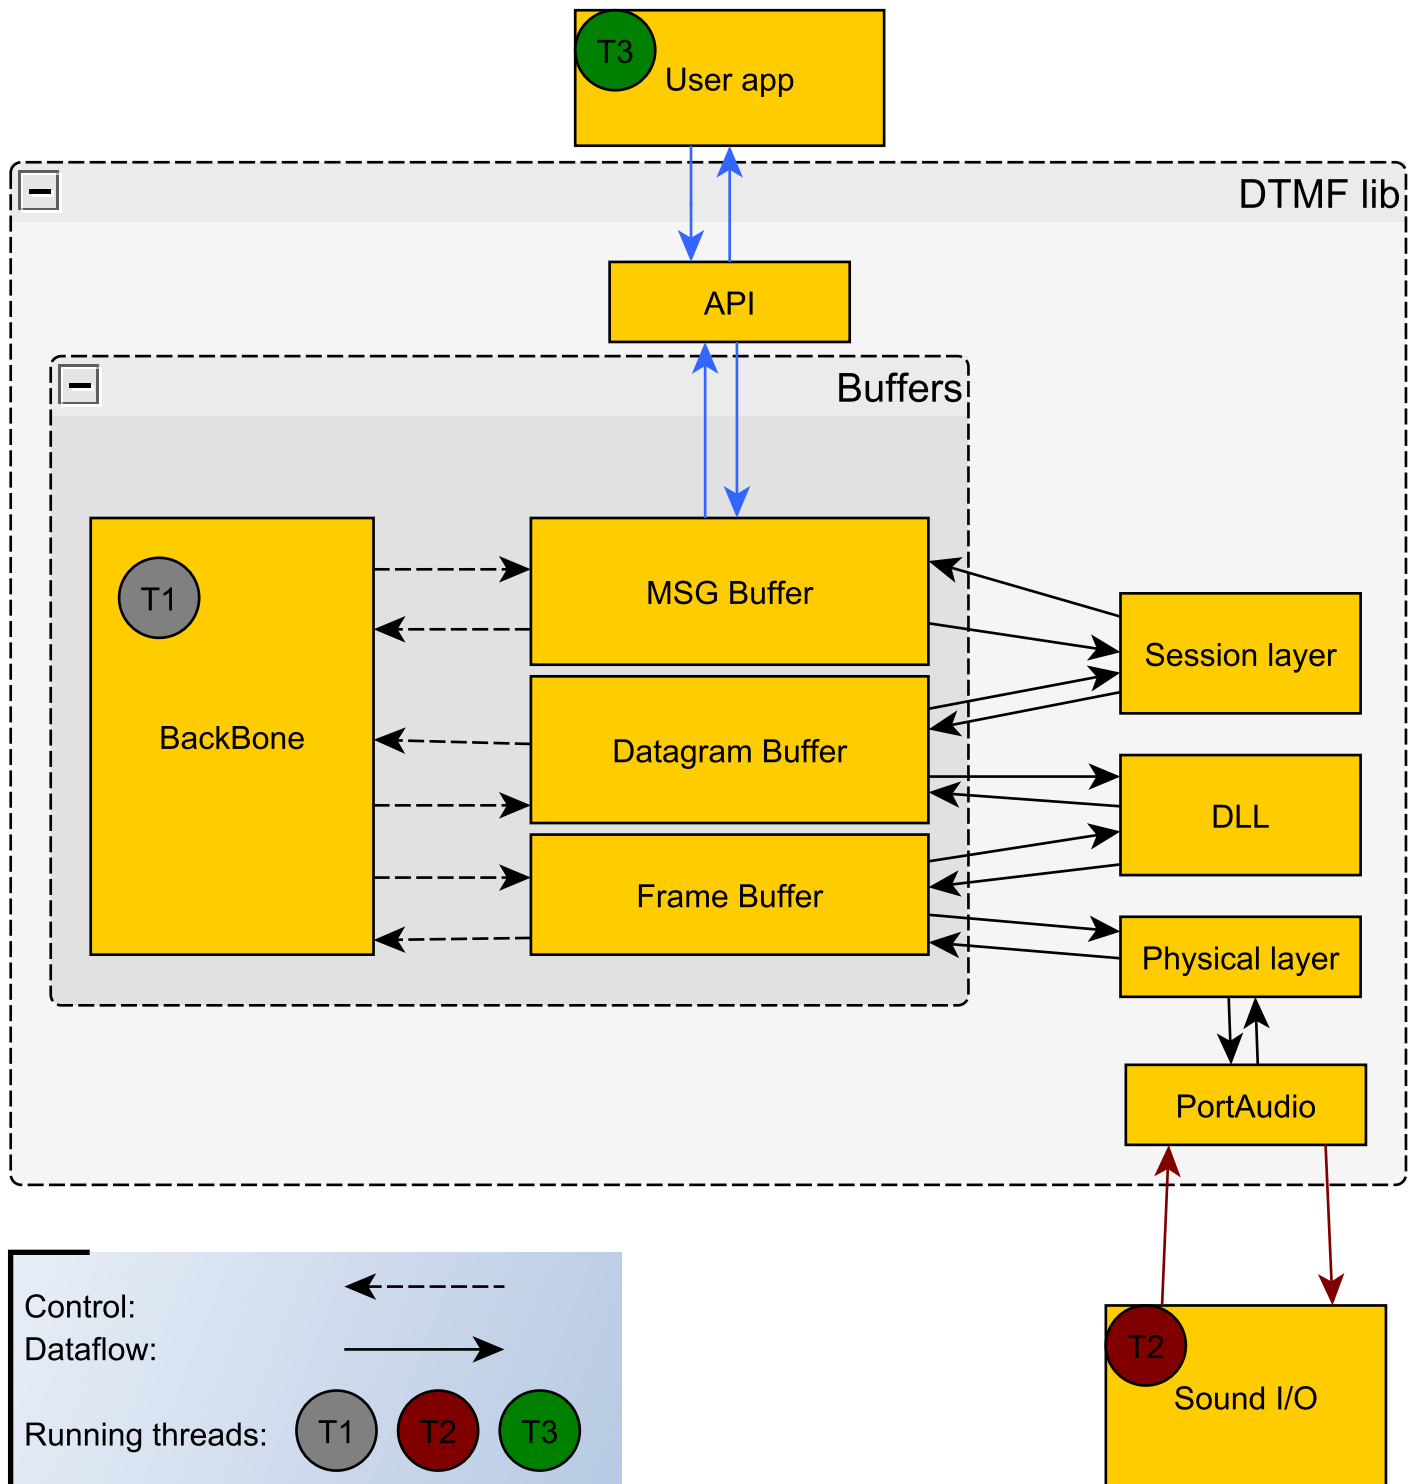 T3
User app
DTMF lib
API
Buffers
T1
MSG Buffer
Session layer
BackBone
Datagram Buffer
DLL
Frame Buffer
Physical layer
PortAudio
Control:
Dataflow:
T2
Sound I/O
Running threads: T1 T2 T3